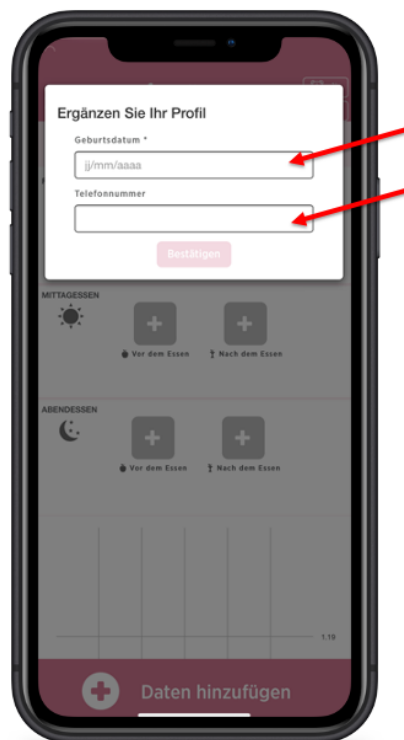 Ergänzen Sie Ihr Profil
Geburtsdatum *
jj/mm/aaaa
Telefonnummer
Bestätigen
MITTAGESSEN
Vor dem Essen Nach dem Essen
ABENDESSEN
Vor dem Essen Nach dem Essen
1.19
Daten hinzufügen